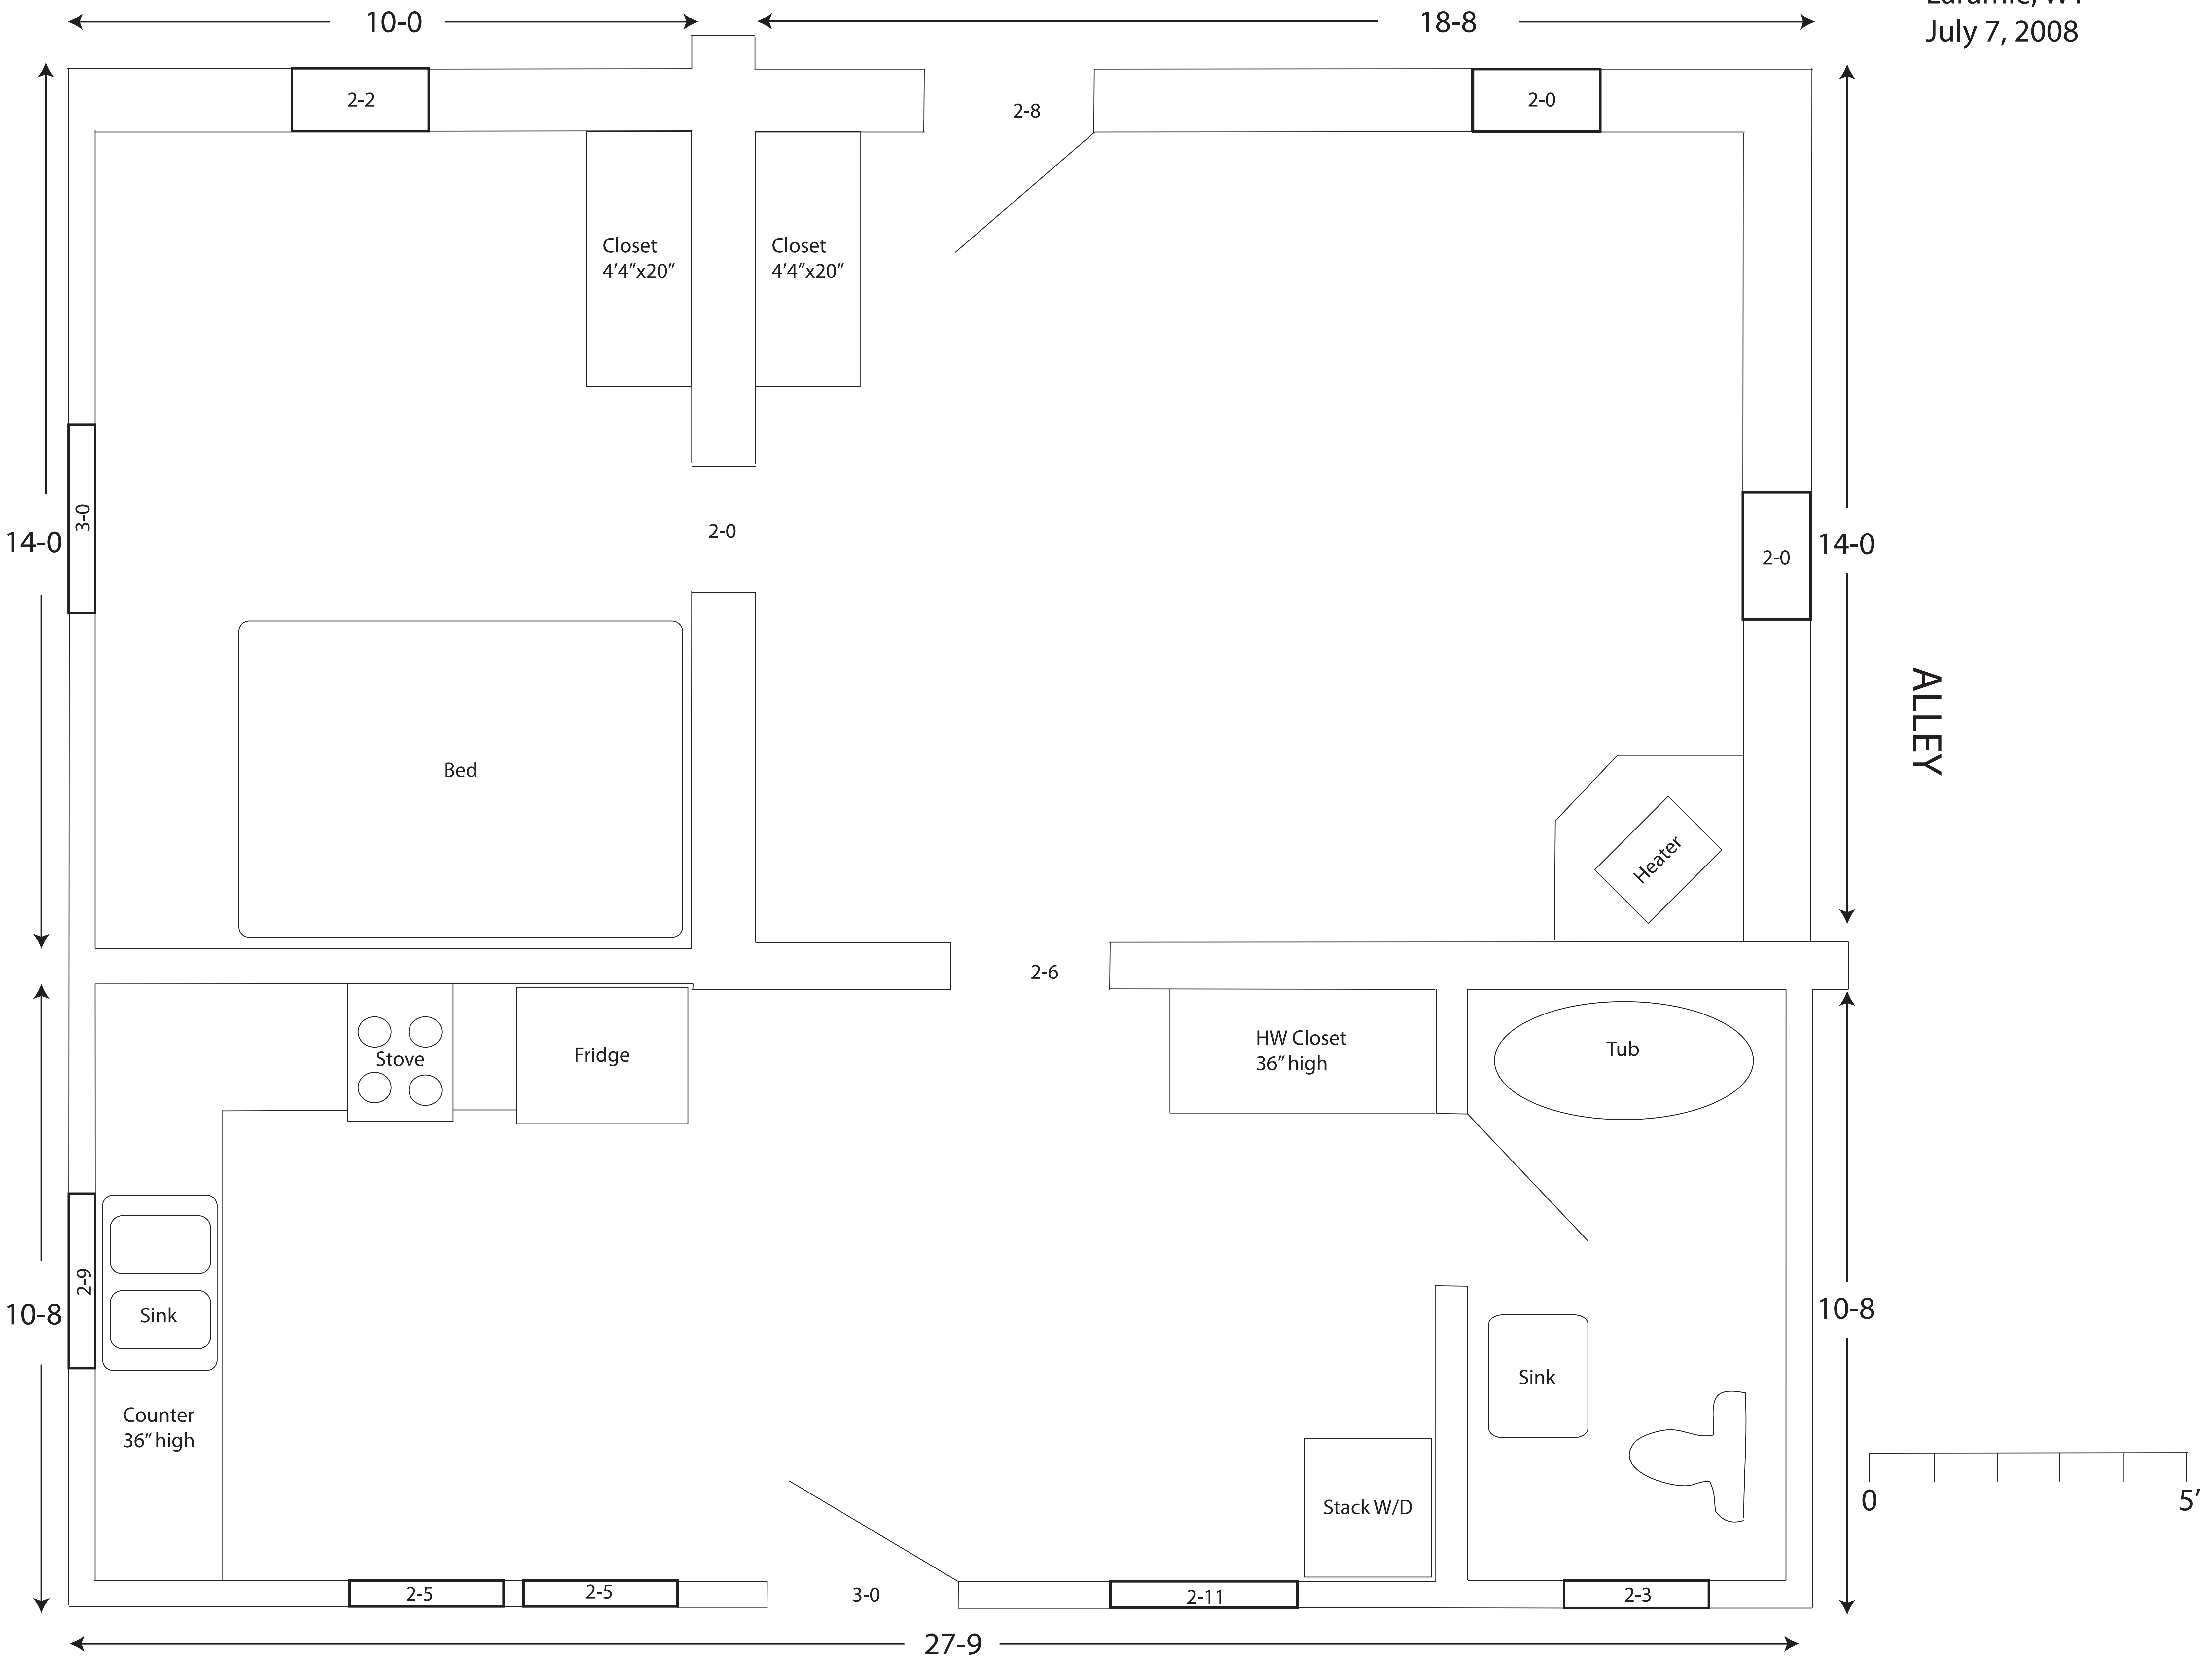 10-0
18-8
July 7, 2008
2-2
2-8
2-0
Closet
4'4"x20"
Closet
4'4"x20"
3-0
2-0
14-0
14-0
2-0
ALLEY
Bed
Heater
2-6
Stove
Fridge
HW Closet
36" high
Tub
2-9
Sink
10-8
10-8
Sink
Counter
36" high
Stack W/D
0
5'
2-5
2-5
3-0
2-11
2-3
27-9